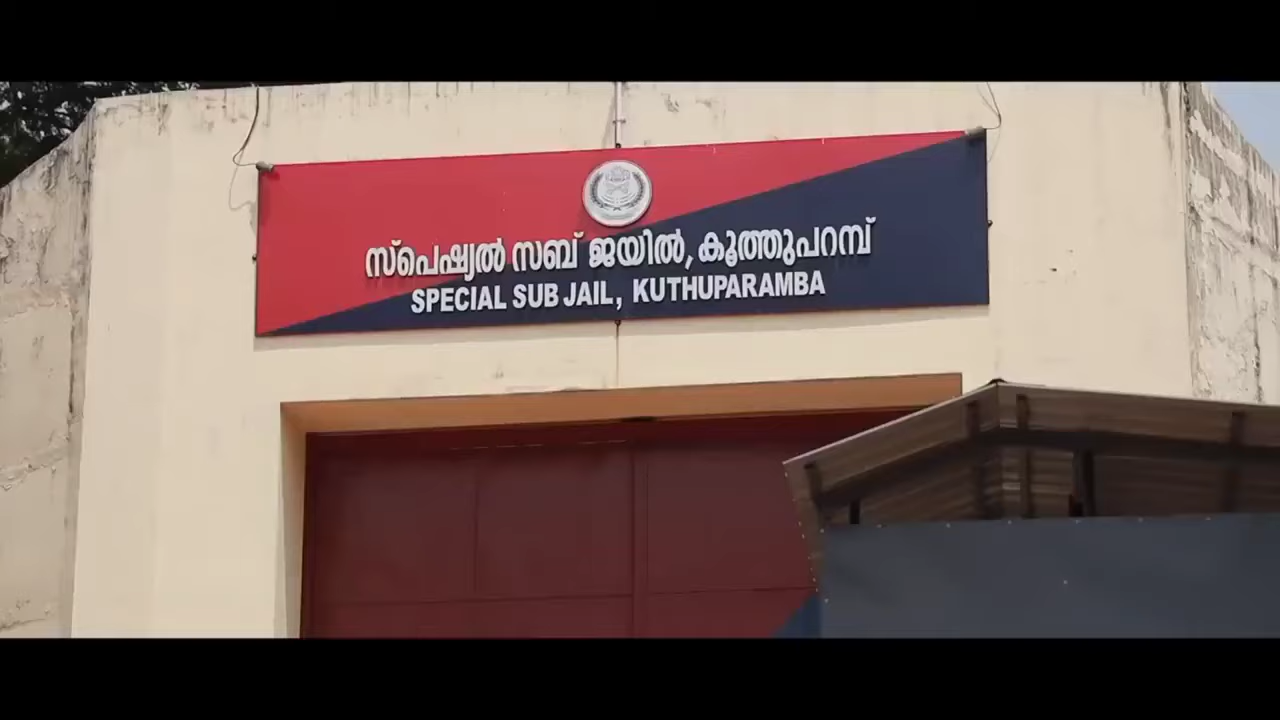 സ്പെഷ്യൽ സബ് ജയിൽ, കൂത്തുപറമ്പ്
SPECIAL SUB JAIL, KUTHUPARAMBA